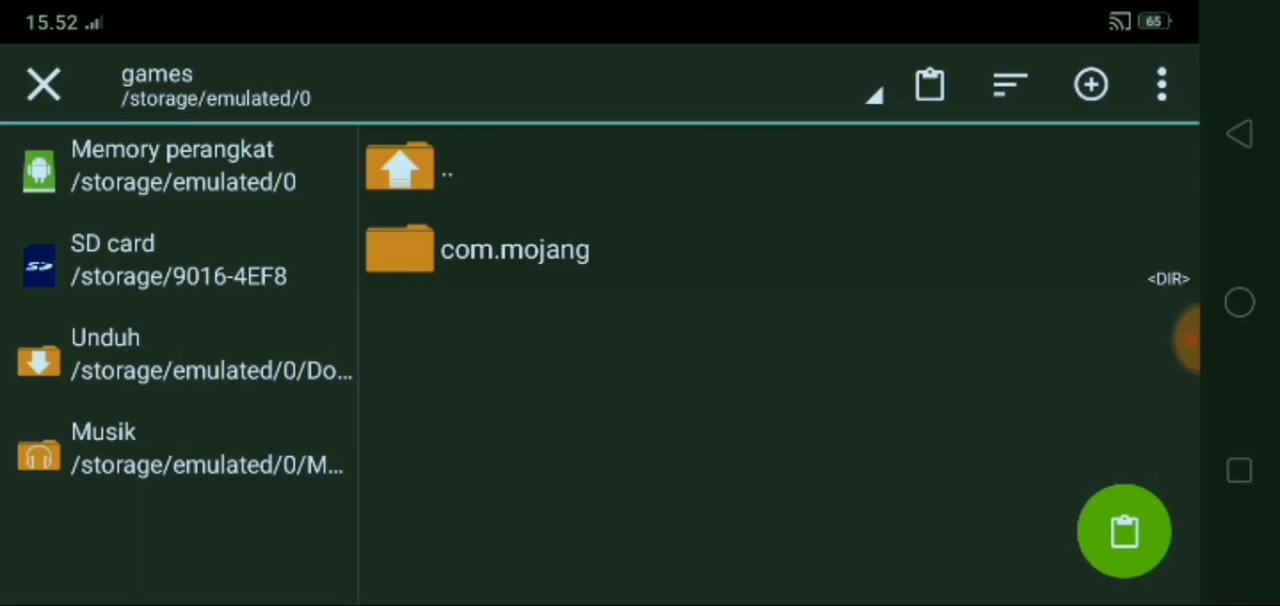 15.52
65
games
/storage/emulated/0
Memory perangkat
/storage/emulated/0
SD card
/storage/9016-4EF8
Unduh
/storage/emulated/0/Do...
Musik
/storage/emulated/0/M...
..
com.mojang
<DIR>